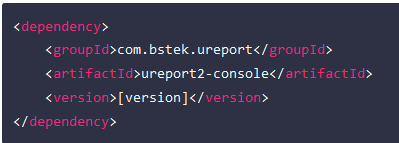 <dependency>
    <groupId>com.bstek.ureport</groupId>
    <artifactId>ureport2-console</artifactId>
    <version>[version]</version>
</dependency>